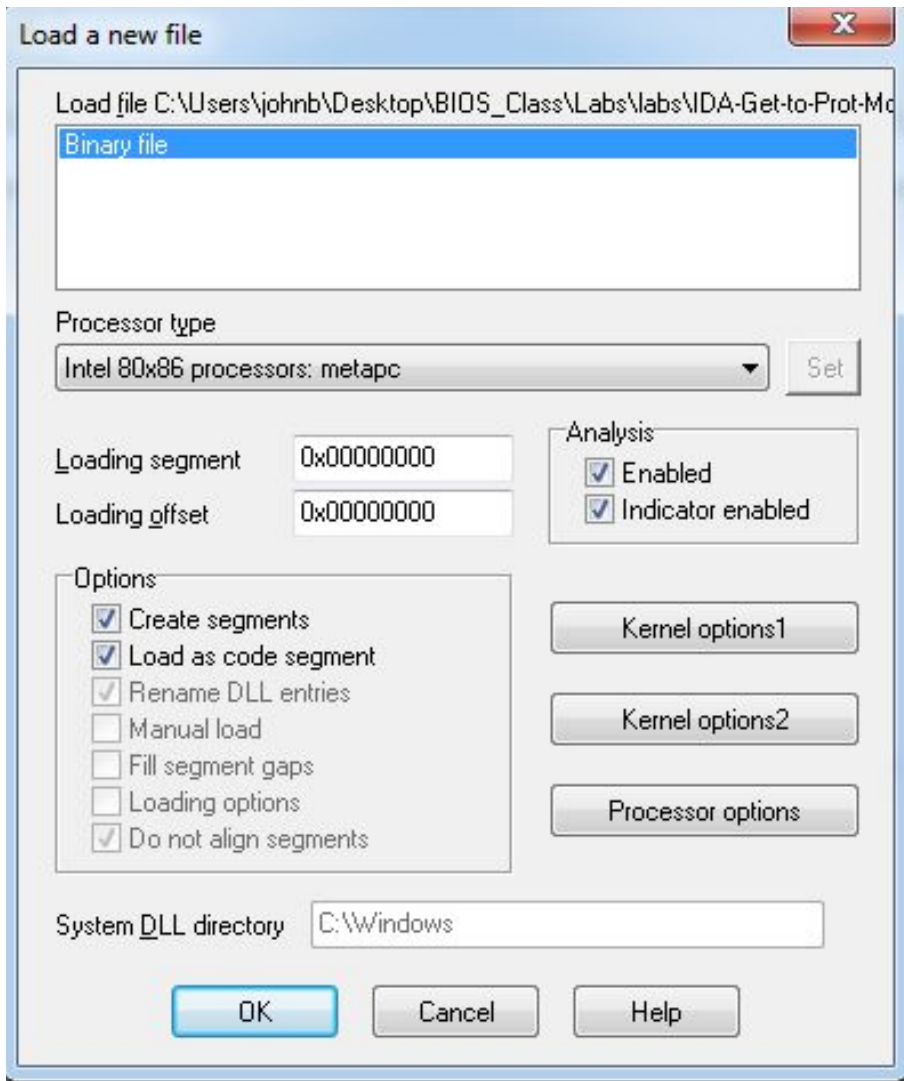 Load a new file
Load file C:\Users\johnb\Desktop\BIOS_Class\Labs\labs\IDA-Get-to-Prot-Mo
Binary file
Processor type
Intel 80x86 processors: metapc
Set
Loading segment 0x00000000
Loading offset 0x00000000
Analysis
Enabled
Indicator enabled
Options
Create segments
Load as code segment
Rename DLL entries
Manual load
Fill segment gaps
Loading options
Do not align segments
Kernel options1
Kernel options2
Processor options
System DLL directory C:\Windows
OK Cancel Help